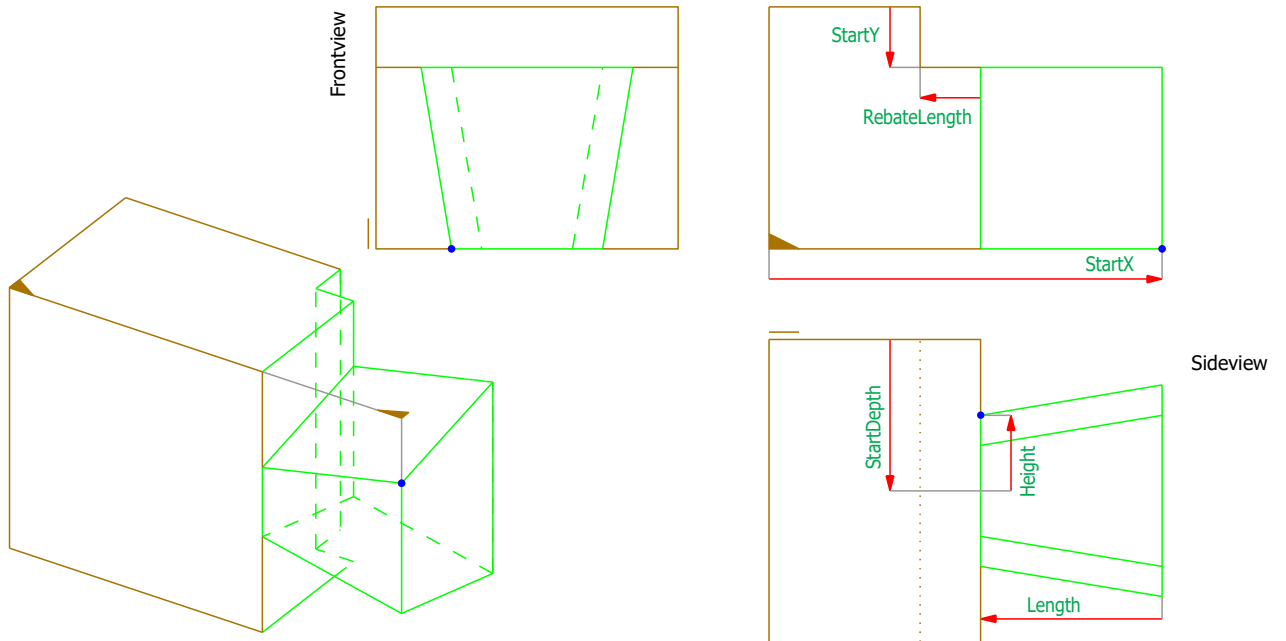 Frontview
StartY
RebateLength
StartX
Sideview
StartDepth
Height
Length